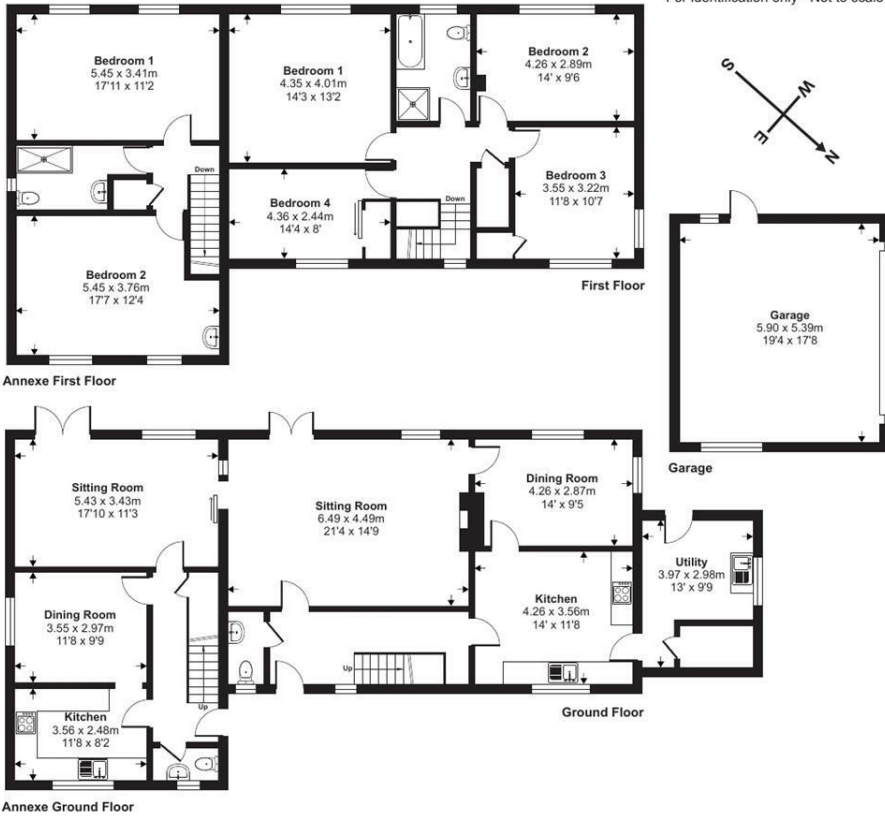 For identification only - Not to scale
Bedroom 1
5.45 x 3.41m
17'11 x 11'2
Bedroom 1
4.35 x 4.01m
14'3 x 13'2
Bedroom 2
4.26 x 2.89m
14' x 9'6
S
W
E
N
Down
Bedroom 4
4.36 x 2.44m
14'4 x 8'
Down
Bedroom 3
3.55 x 3.22m
11'8 x 10'7
Bedroom 2
5.45 x 3.76m
17'7 x 12'4
First Floor
Garage
5.90 x 5.39m
19'4 x 17'8
Annexe First Floor
Garage
Sitting Room
5.43 x 3.43m
17'10 x 11'3
Sitting Room
6.49 x 4.49m
21'4 x 14'9
Dining Room
4.26 x 2.87m
14' x 9'5
Utility
3.97 x 2.98m
13' x 9'9
Dining Room
3.55 x 2.97m
11'8 x 9'9
Kitchen
4.26 x 3.56m
14' x 11'8
Up
Up
Kitchen
3.56 x 2.48m
11'8 x 8'2
Ground Floor
Annexe Ground Floor